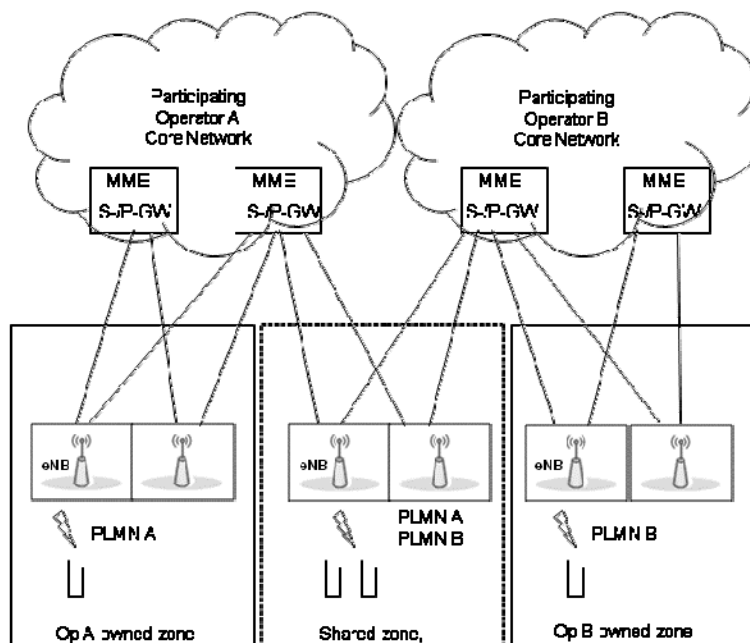 Participating
Operator A
Core Network
Participating
Operator B
Core Network
MME
S-/P-GW
MME
S-/P-GW
MME
S-/P-GW
MME
S-/P-GW
eNB
eNB
eNB
PLMN A
PLMN A
PLMN B
PLMN B
Op A owned zone
Shared zone,
Op B owned zone